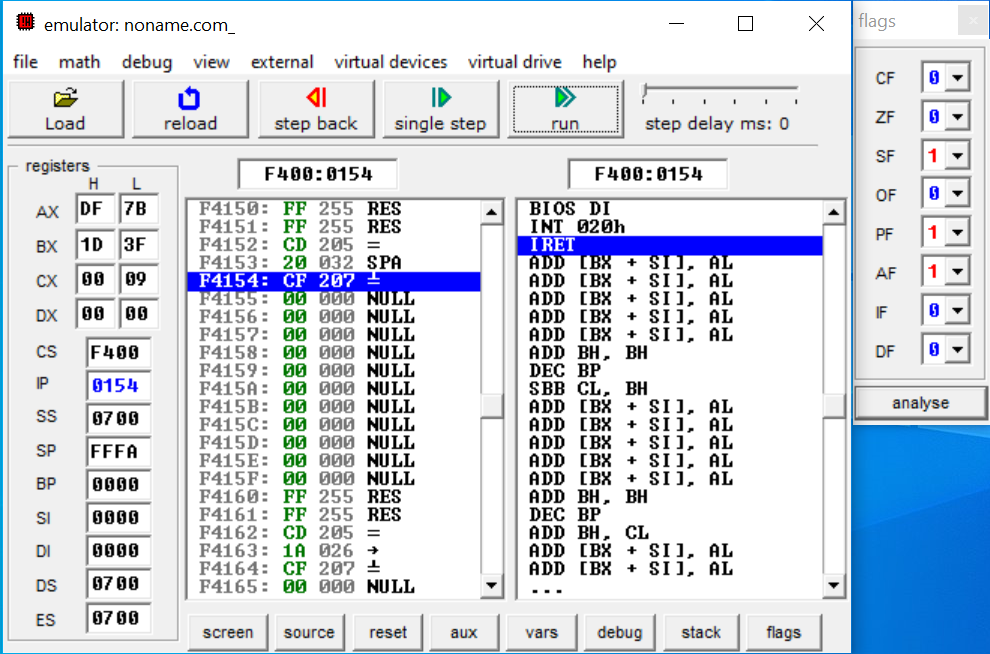 emulator: noname.com_
flags
file math debug view external virtual devices virtual drive help
Load reload step back single step run step delay ms: 0
registers
H L
AX DF 7B
BX 1D 3F
CX 00 09
DX 00 00
CS F400
IP 0154
SS 0700
SP FFFA
BP 0000
SI 0000
DI 0000
DS 0700
ES 0700
F400:0154
F4150: FF 255 RES
F4151: FF 255 RES
F4152: CD 205 =
F4153: 20 032 SPA
F4154: CF 207 ╧
F4155: 00 000 NULL
F4156: 00 000 NULL
F4157: 00 000 NULL
F4158: 00 000 NULL
F4159: 00 000 NULL
F415A: 00 000 NULL
F415B: 00 000 NULL
F415C: 00 000 NULL
F415D: 00 000 NULL
F415E: 00 000 NULL
F415F: 00 000 NULL
F4160: FF 255 RES
F4161: FF 255 RES
F4162: CD 205 =
F4163: 1A 026 →
F4164: CF 207 ╧
F4165: 00 000 NULL
F400:0154
BIOS DI
INT 020h
IRET
ADD [BX + SI], AL
ADD [BX + SI], AL
ADD [BX + SI], AL
ADD [BX + SI], AL
ADD [BX + SI], AL
ADD BH, BH
DEC BP
SBB CL, BH
ADD [BX + SI], AL
ADD [BX + SI], AL
ADD [BX + SI], AL
ADD [BX + SI], AL
ADD [BX + SI], AL
ADD BH, BH
DEC BP
ADD BH, CL
ADD [BX + SI], AL
ADD [BX + SI], AL
...
CF 0
ZF 0
SF 1
OF 0
PF 1
AF 1
IF 0
DF 0
analyse
screen source reset aux vars debug stack flags